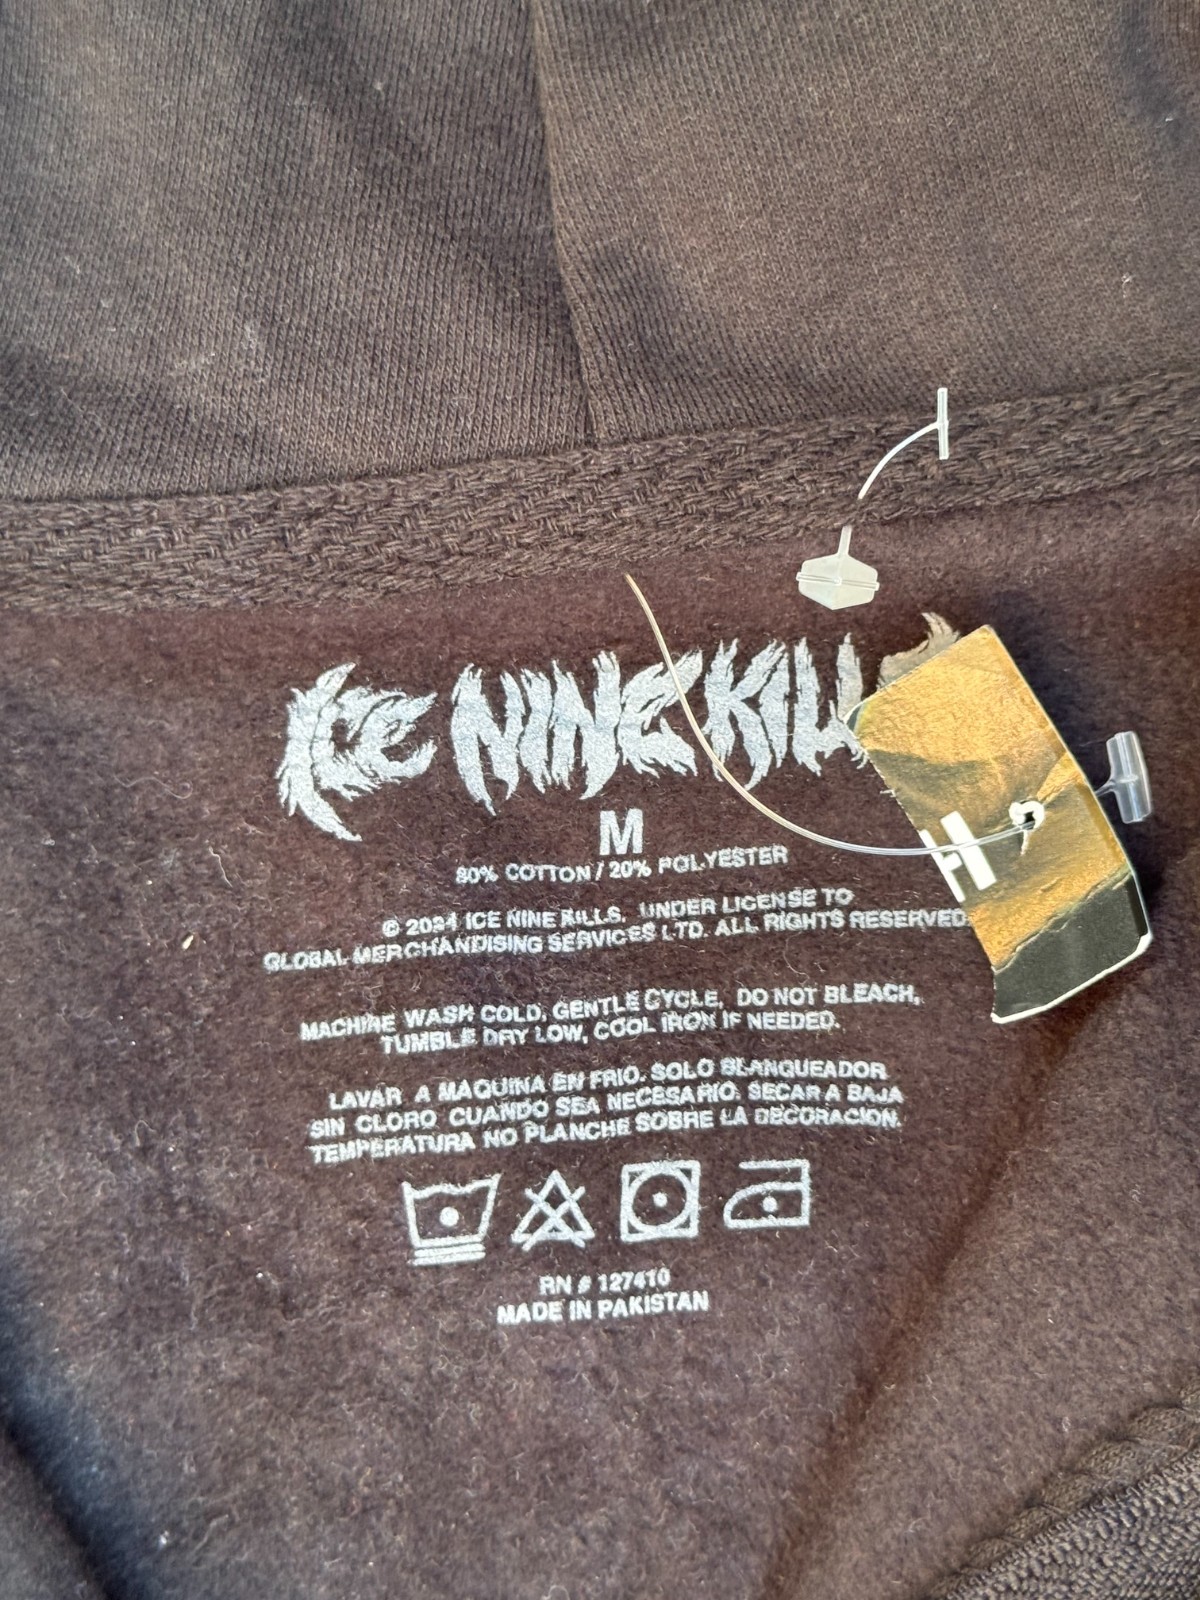 ICE NINE KILL
M
80% COTTON / 20% POLYESTER
© 2024 ICE NINE KILLS. UNDER LICENSE TO
GLOBAL MERCHANDISING SERVICES LTD. ALL RIGHTS RESERVED
H
MACHINE WASH COLD, GENTLE CYCLE, DO NOT BLEACH,
TUMBLE DRY LOW, COOL IRON IF NEEDED.
LAVAR A MAQUINA EN FRIO. SOLO BLANQUEADOR
SIN CLORO CUANDO SEA NECESARIO. SECAR A BAJA
TEMPERATURA NO PLANCHE SOBRE LA DECORACION.
RN # 127410
MADE IN PAKISTAN